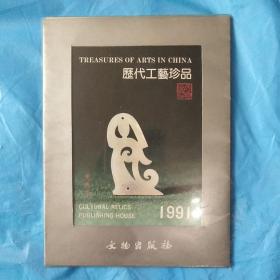 TREASURES OF ARTS IN CHINA
歷代工藝珍品
CULTURAL RELICS
PUBLISHING HOUSE
1991
文物出版社